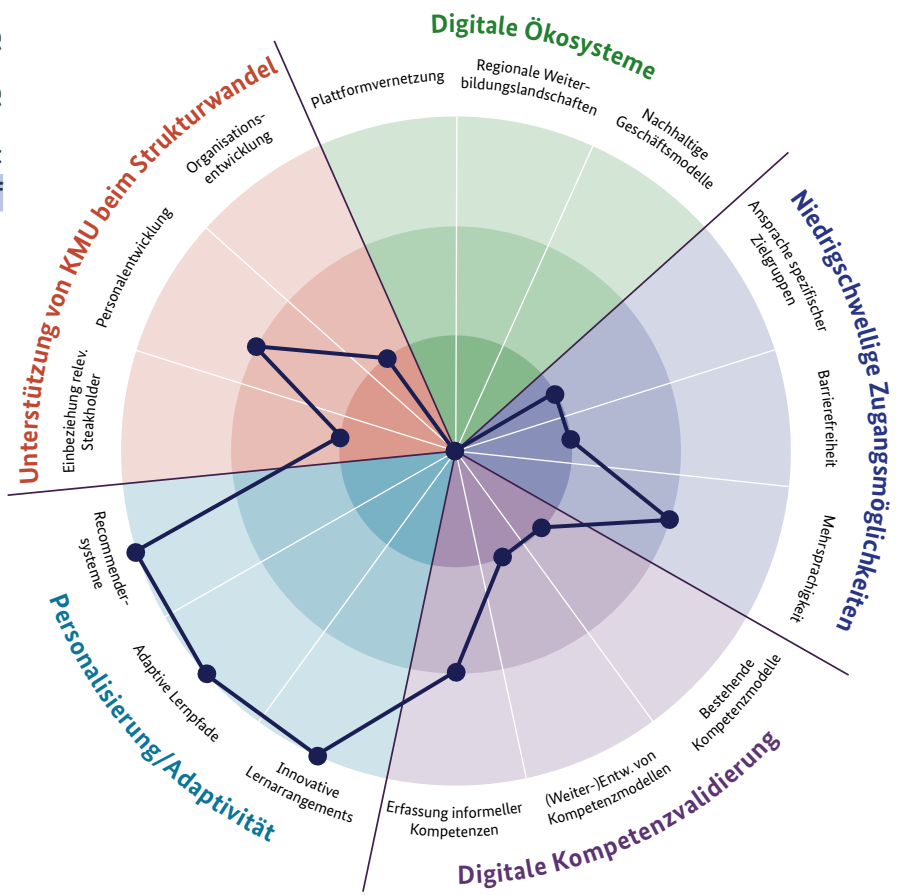 Digitale Ökosysteme
Plattformvernetzung
Regionale Weiter-
bildungslandschaften
Nachhaltige
Geschäftsmodelle
Niedrigschwellige Zugangsmöglichkeiten
Ansprache spezifischer
Zielgruppen
Barrierefreiheit
Mehrsprachigkeit
Digitale Kompetenzvalidierung
Bestehende
Kompetenzmodelle
(Weiter-)Entw. von
Kompetenzmodellen
Erfassung informeller
Kompetenzen
Personalisierung/Adaptivität
Innovative
Lernarrangements
Adaptive Lernpfade
Recommender-
systeme
Unterstützung von KMU beim Strukturwandel
Einbeziehung relev.
Steakholder
Personalentwicklung
Organisations-
entwicklung